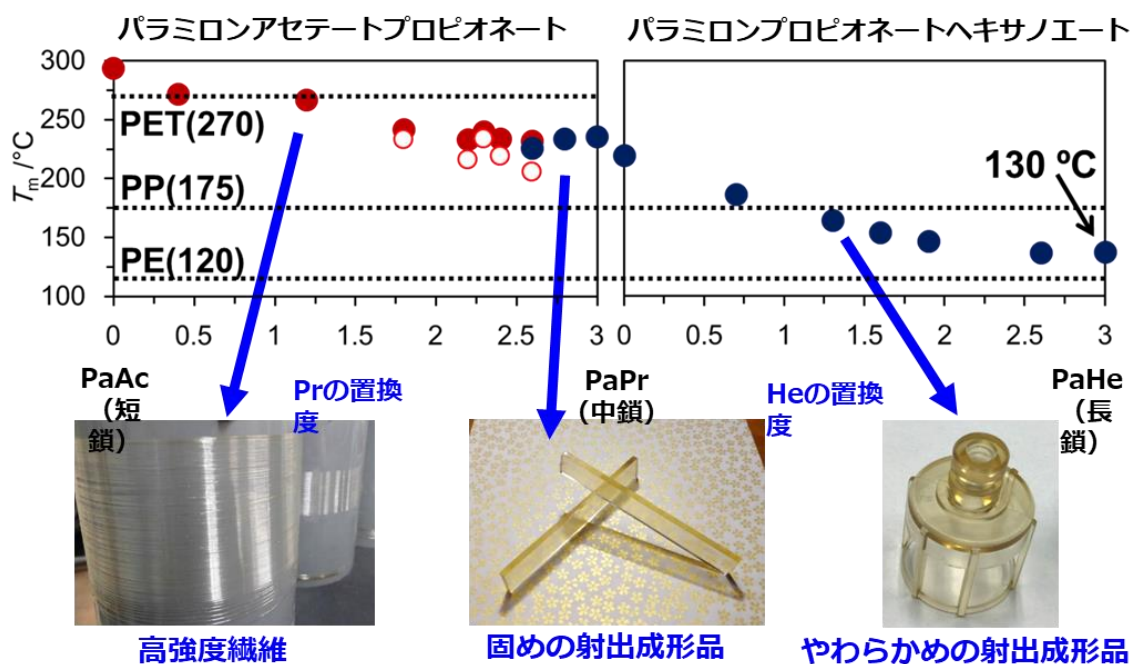 パラミロンアセテートプロピオネート
パラミロンプロピオネートヘキサノエート
300
250
200
150
100
Tm /°C
PET(270)
PP(175)
PE(120)
130 ºC
0 0.5 1 1.5 2 2.5 3
0 0.5 1 1.5 2 2.5 3
PaAc
（短
鎖）
Prの置換
度
PaPr
（中鎖）
Heの置換
度
PaHe
（長
鎖）
高強度繊維
固めの射出成形品
やわらかめの射出成形品